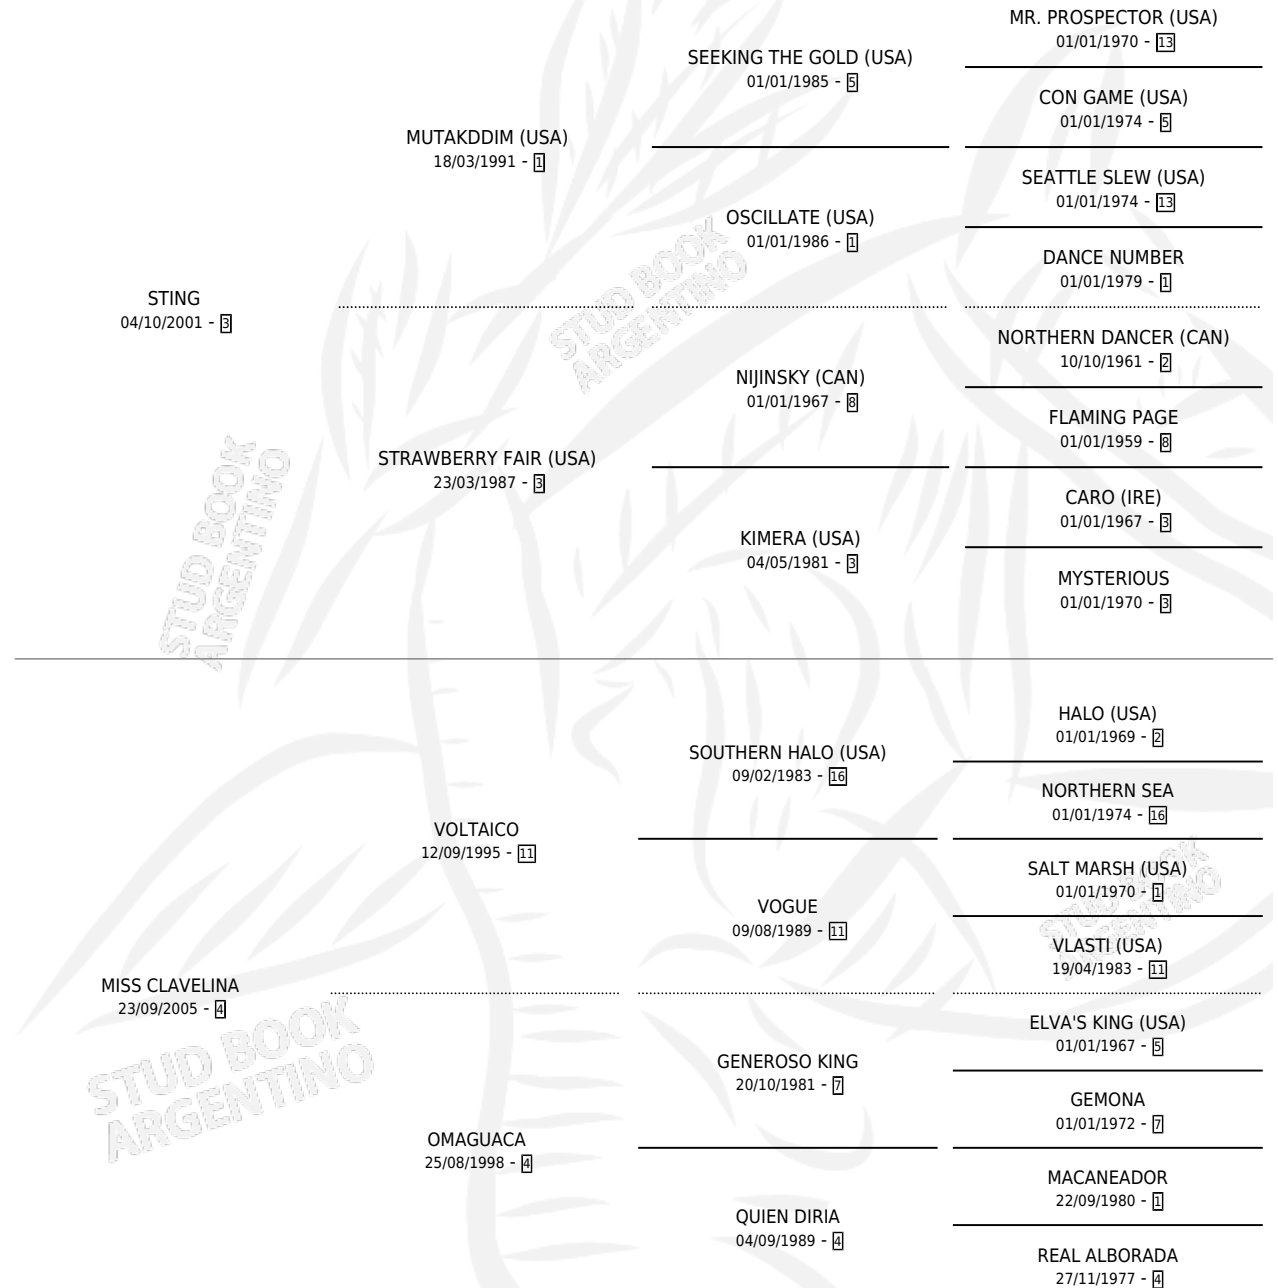 MR. PROSPECTOR (USA)
01/01/1970 - 13
SEEKING THE GOLD (USA)
01/01/1985 - 5
CON GAME (USA)
01/01/1974 - 5
MUTAKDDIM (USA)
18/03/1991 - 1
SEATTLE SLEW (USA)
01/01/1974 - 13
OSCILLATE (USA)
01/01/1986 - 1
DANCE NUMBER
01/01/1979 - 1
STING
04/10/2001 - 3
NORTHERN DANCER (CAN)
10/10/1961 - 2
NIJINSKY (CAN)
01/01/1967 - 8
FLAMING PAGE
01/01/1959 - 8
STRAWBERRY FAIR (USA)
23/03/1987 - 3
CARO (IRE)
01/01/1967 - 3
KIMERA (USA)
04/05/1981 - 3
MYSTERIOUS
01/01/1970 - 3
STUD BOOK
ARGENTINO
STUD BOOK
ARGENTINO
HALO (USA)
01/01/1969 - 2
SOUTHERN HALO (USA)
09/02/1983 - 16
NORTHERN SEA
01/01/1974 - 16
VOLTAICO
12/09/1995 - 11
SALT MARSH (USA)
01/01/1970 - 1
VOGUE
09/08/1989 - 11
VLASTI (USA)
19/04/1983 - 11
MISS CLAVELINA
23/09/2005 - 4
ELVA'S KING (USA)
01/01/1967 - 5
GENEROSO KING
20/10/1981 - 7
GEMONA
01/01/1972 - 7
OMAGUACA
25/08/1998 - 4
MACANEADOR
22/09/1980 - 1
QUIEN DIRIA
04/09/1989 - 4
REAL ALBORADA
27/11/1977 - 4
STUD BOOK
ARGENTINO
STUD BOOK
ARGENTINO